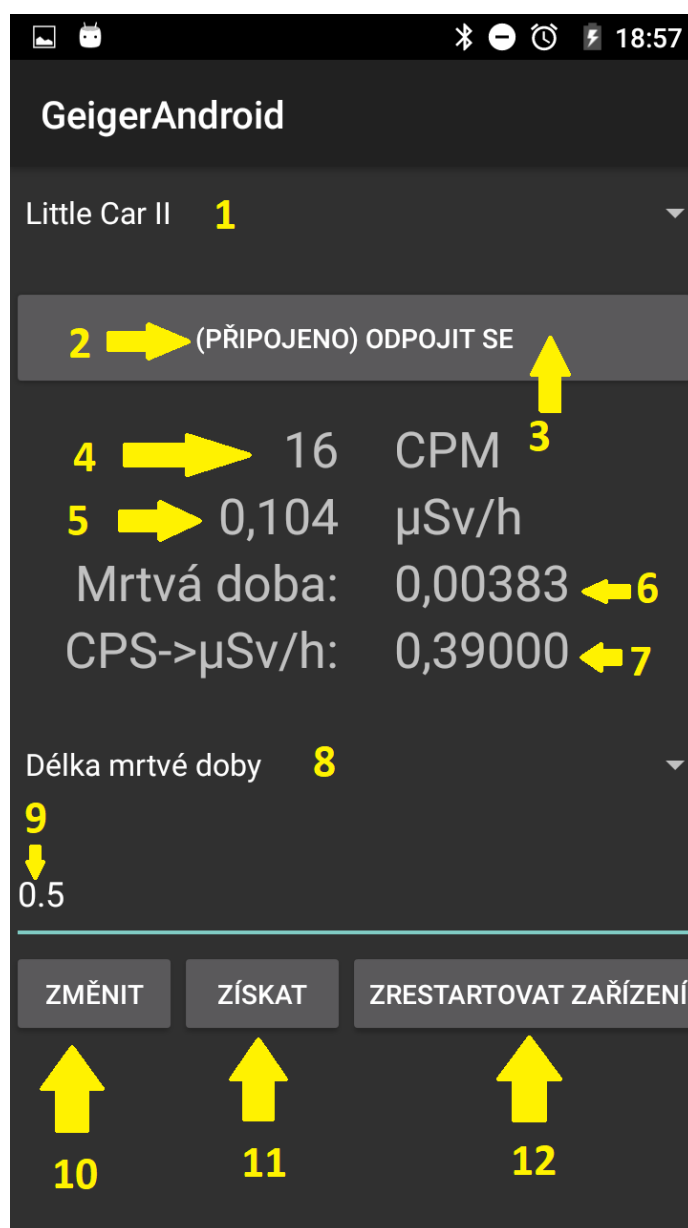 18:57
GeigerAndroid
Little Car II 1
2 (PŘIPOJENO) ODPOJIT SE
4 16 CPM 3
5 0,104 µSv/h
Mrtvá doba: 0,00383 6
CPS->µSv/h: 0,39000 7
Délka mrtvé doby 8
9
0.5
ZMĚNIT ZÍSKAT ZRESTARTOVAT ZAŘÍZENÍ
10 11 12